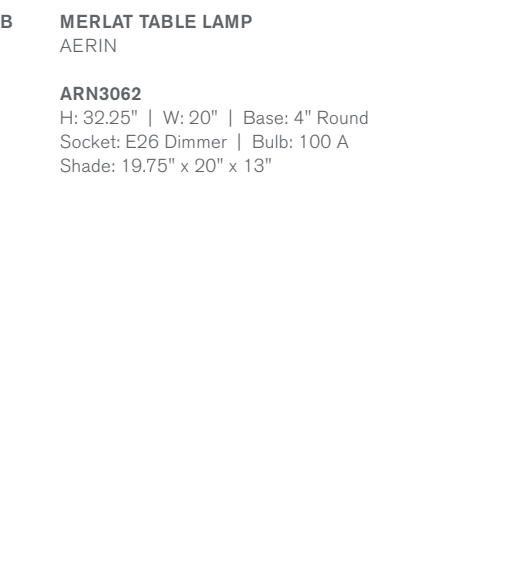 B MERLAT TABLE LAMP
AERIN
ARN3062
H: 32.25" | W: 20" | Base: 4" Round
Socket: E26 Dimmer | Bulb: 100 A
Shade: 19.75" x 20" x 13"